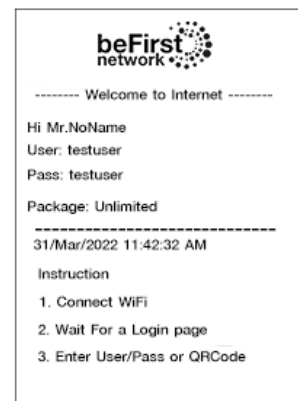 beFirst
network
-------- Welcome to Internet --------
Hi Mr.NoName
User: testuser
Pass: testuser
Package: Unlimited
-----------------------------
31/Mar/2022 11:42:32 AM
Instruction
1. Connect WiFi
2. Wait For a Login page
3. Enter User/Pass or QRCode